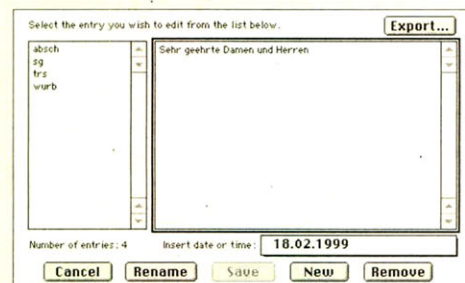 Select the entry you wish to edit from the list below.
Export...
absch
sg
trs
wurb
Sehr geehrte Damen und Herren
Number of entries: 4
Insert date or time:
18.02.1999
Cancel
Rename
Save
New
Remove